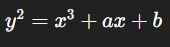 y² = x³ + ax + b